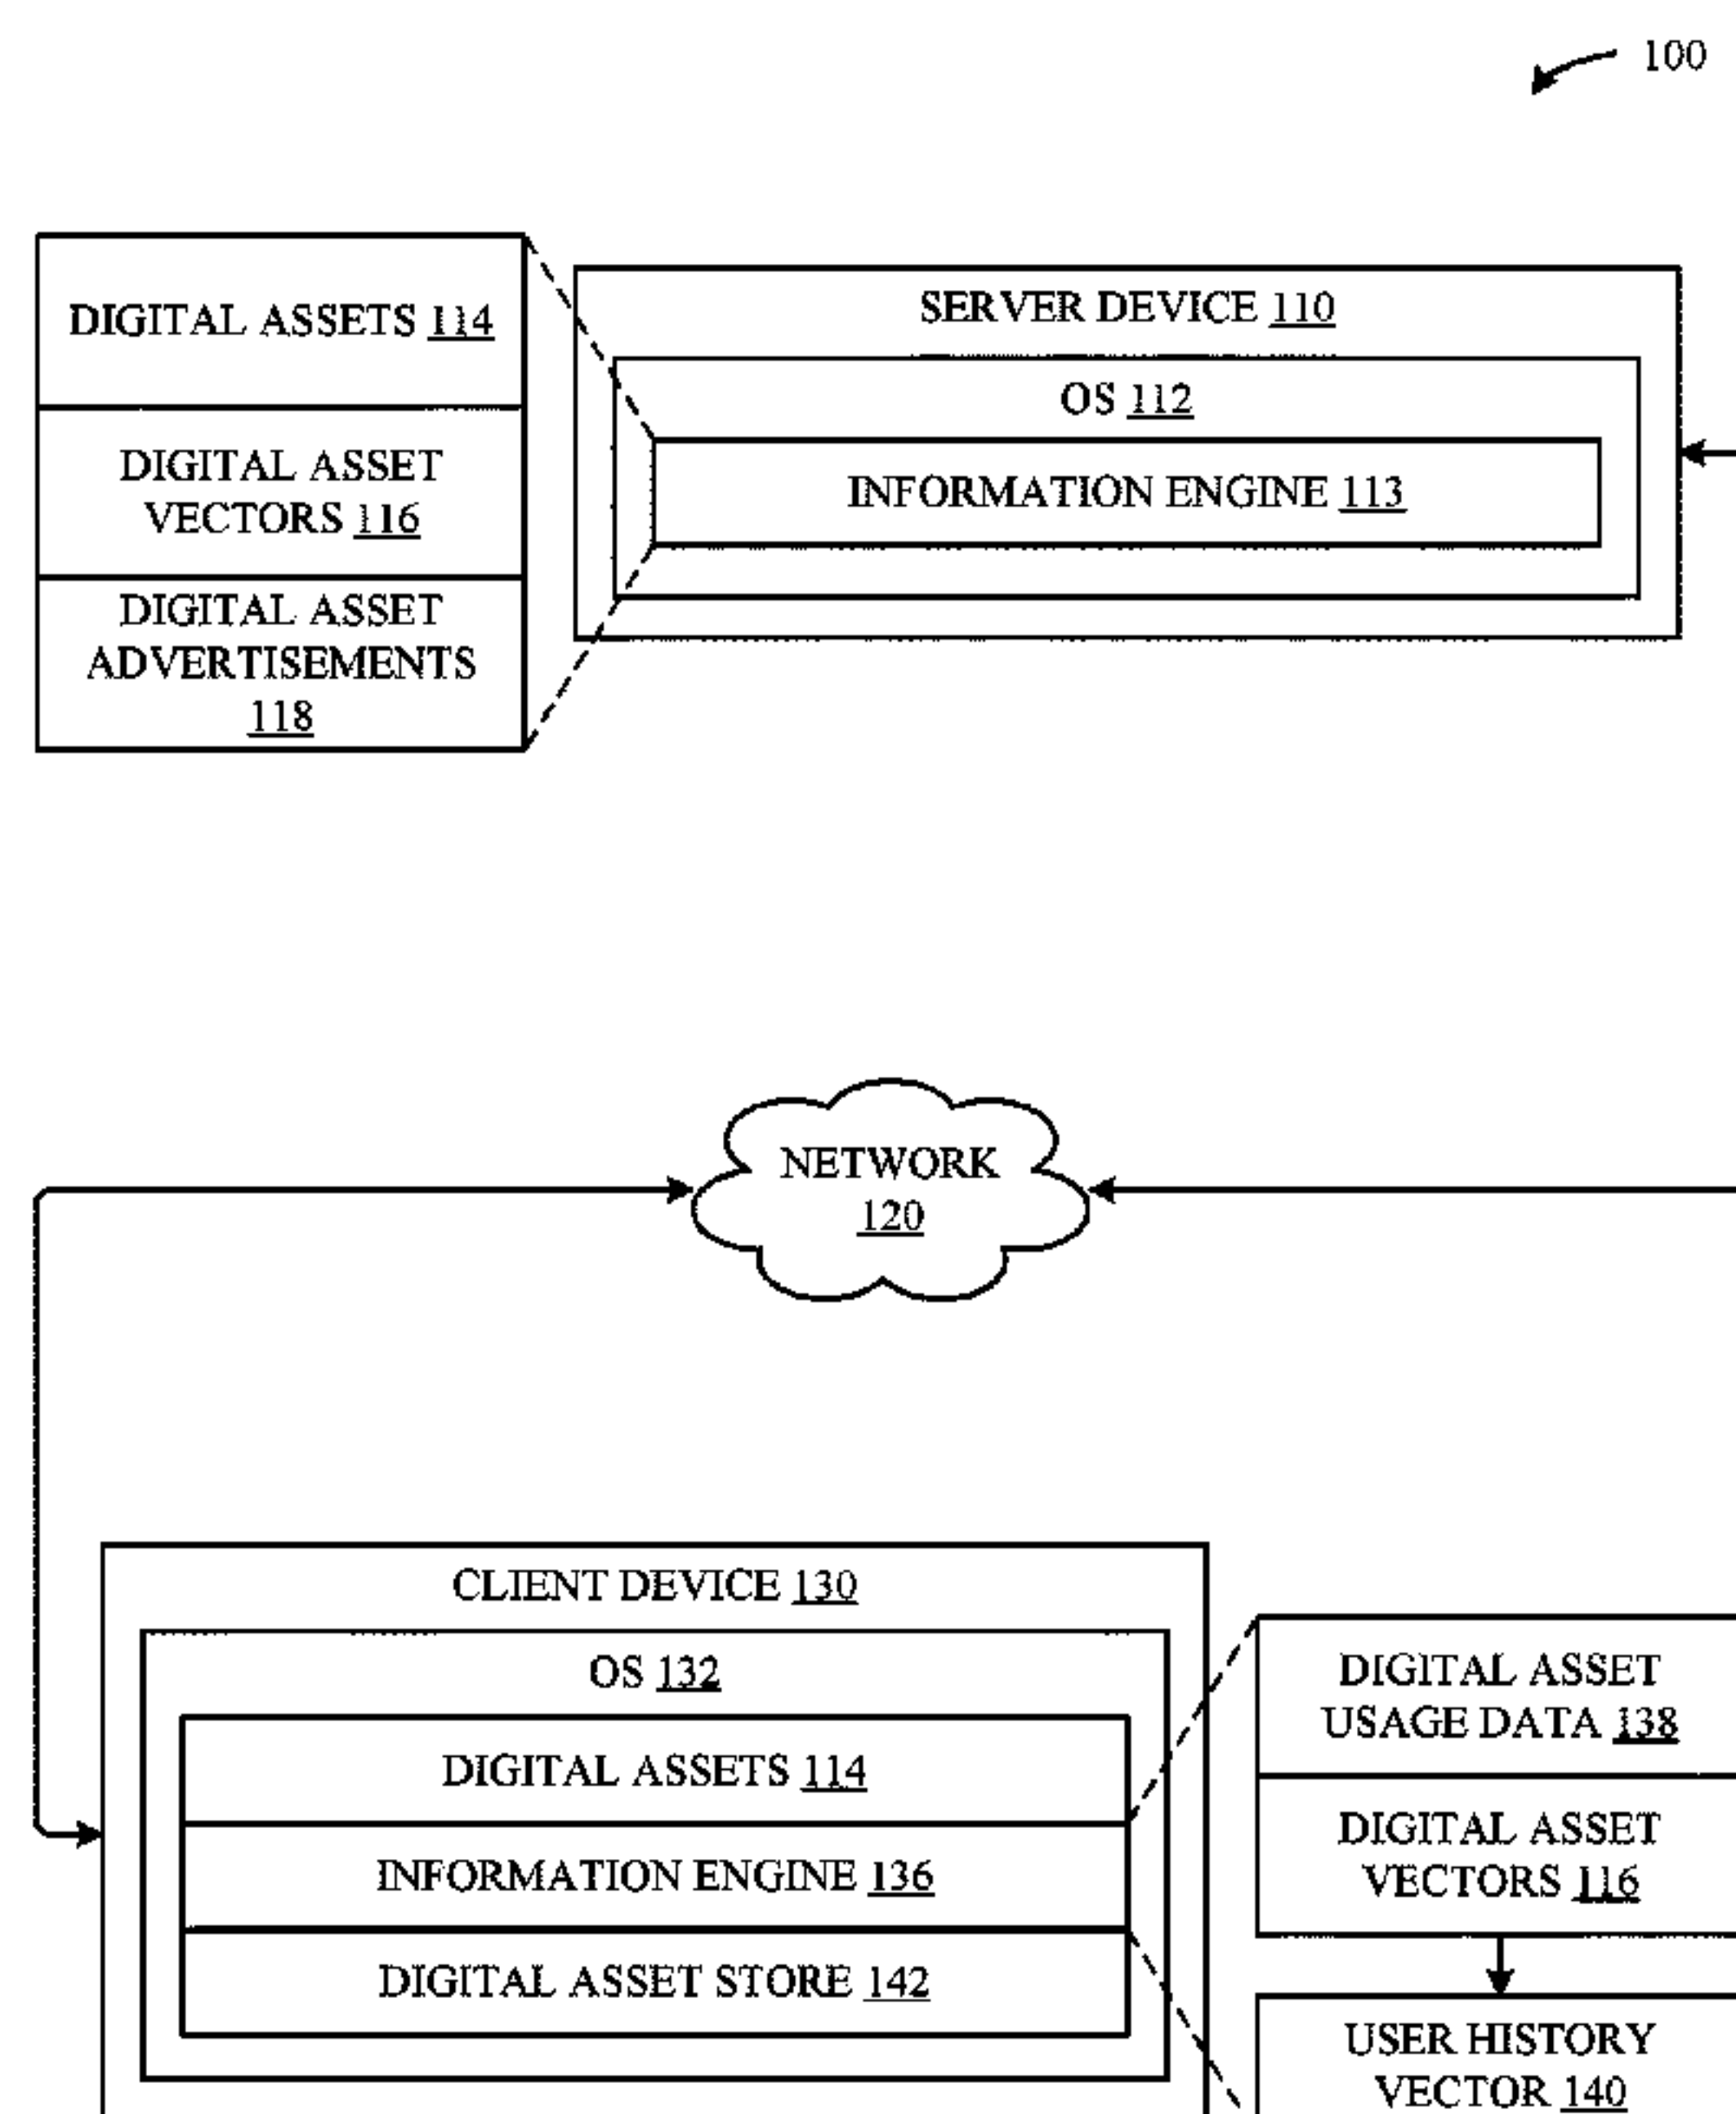 100
DIGITAL ASSETS 114
DIGITAL ASSET
VECTORS 116
DIGITAL ASSET
ADVERTISEMENTS
118
SERVER DEVICE 110
OS 112
INFORMATION ENGINE 113
NETWORK
120
CLIENT DEVICE 130
OS 132
DIGITAL ASSETS 114
INFORMATION ENGINE 136
DIGITAL ASSET STORE 142
DIGITAL ASSET
USAGE DATA 138
DIGITAL ASSET
VECTORS 116
USER HISTORY
VECTOR 140